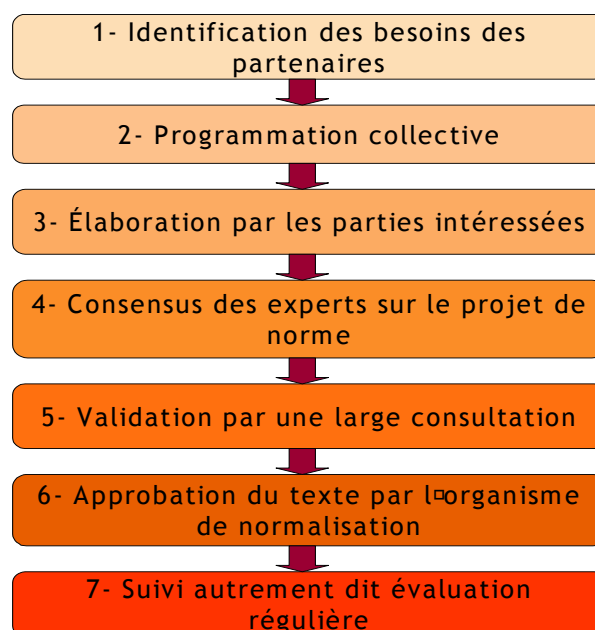 1- Identification des besoins des
partenaires
2- Programmation collective
3- Élaboration par les parties intéressées
4- Consensus des experts sur le projet de
norme
5- Validation par une large consultation
6- Approbation du texte par l¤organisme
de normalisation
7- Suivi autrement dit évaluation
régulière